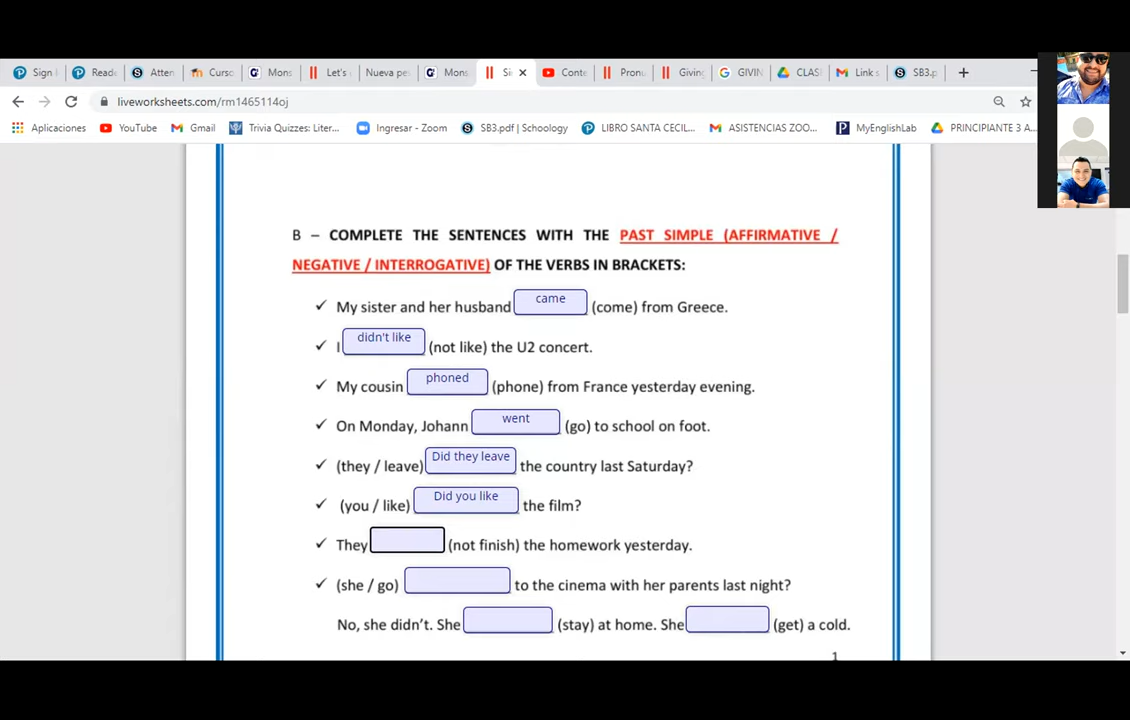 Sign
Reade
Atten
Curso
Mons
Let's
Nueva pe
Mons
Si
Conte
Pronu
Giving
GIVIN
CLASE
Link s
SB3.p
liveworksheets.com/rm1465114oj
Aplicaciones
YouTube
Gmail
Trivia Quizzes: Liter...
Ingresar - Zoom
SB3.pdf | Schoology
LIBRO SANTA CECIL...
ASISTENCIAS ZOO...
MyEnglishLab
PRINCIPIANTE 3 A...
B – COMPLETE THE SENTENCES WITH THE PAST SIMPLE (AFFIRMATIVE /
NEGATIVE / INTERROGATIVE) OF THE VERBS IN BRACKETS:
✓ My sister and her husband came (come) from Greece.
✓ I didn't like (not like) the U2 concert.
✓ My cousin phoned (phone) from France yesterday evening.
✓ On Monday, Johann went (go) to school on foot.
✓ (they / leave) Did they leave the country last Saturday?
✓ (you / like) Did you like the film?
✓ They (not finish) the homework yesterday.
✓ (she / go) to the cinema with her parents last night?
No, she didn't. She (stay) at home. She (get) a cold.
1